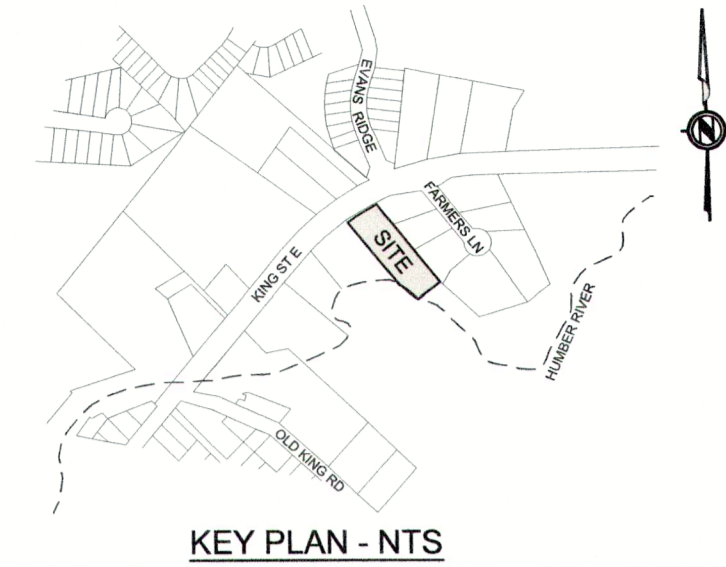 EVANS RIDGE
N
FARMERS LN
SITE
KING ST E
HUMBER RIVER
OLD KING RD
KEY PLAN - NTS